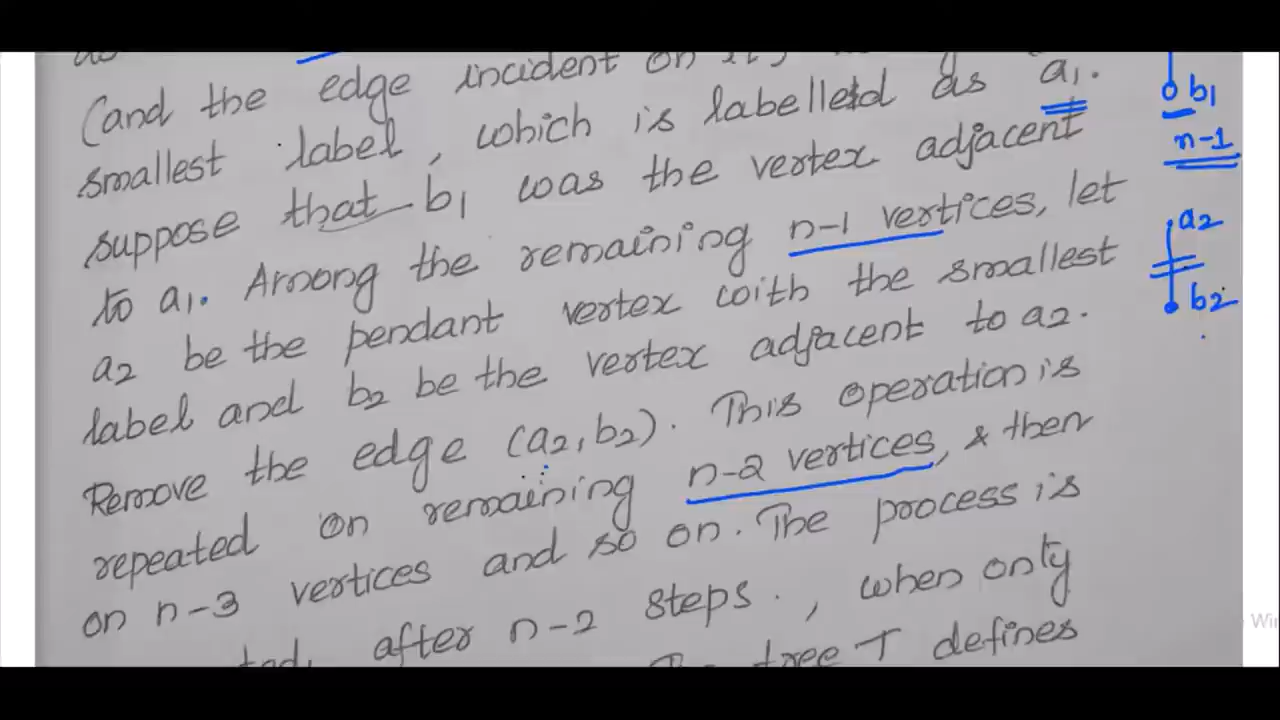 (and the edge incident on it)
smallest label, which is labelled as a1.
suppose that b1 was the vertex adjacent
to a1. Among the remaining n-1 vertices, let
a2 be the pendant vertex with the smallest
label and b2 be the vertex adjacent to a2.
Remove the edge (a2, b2). This operation is
repeated on remaining n-2 vertices, & then
on n-3 vertices and so on. The process is
after n-2 steps., when only
tree T defines
b1
n-1
a2
b2